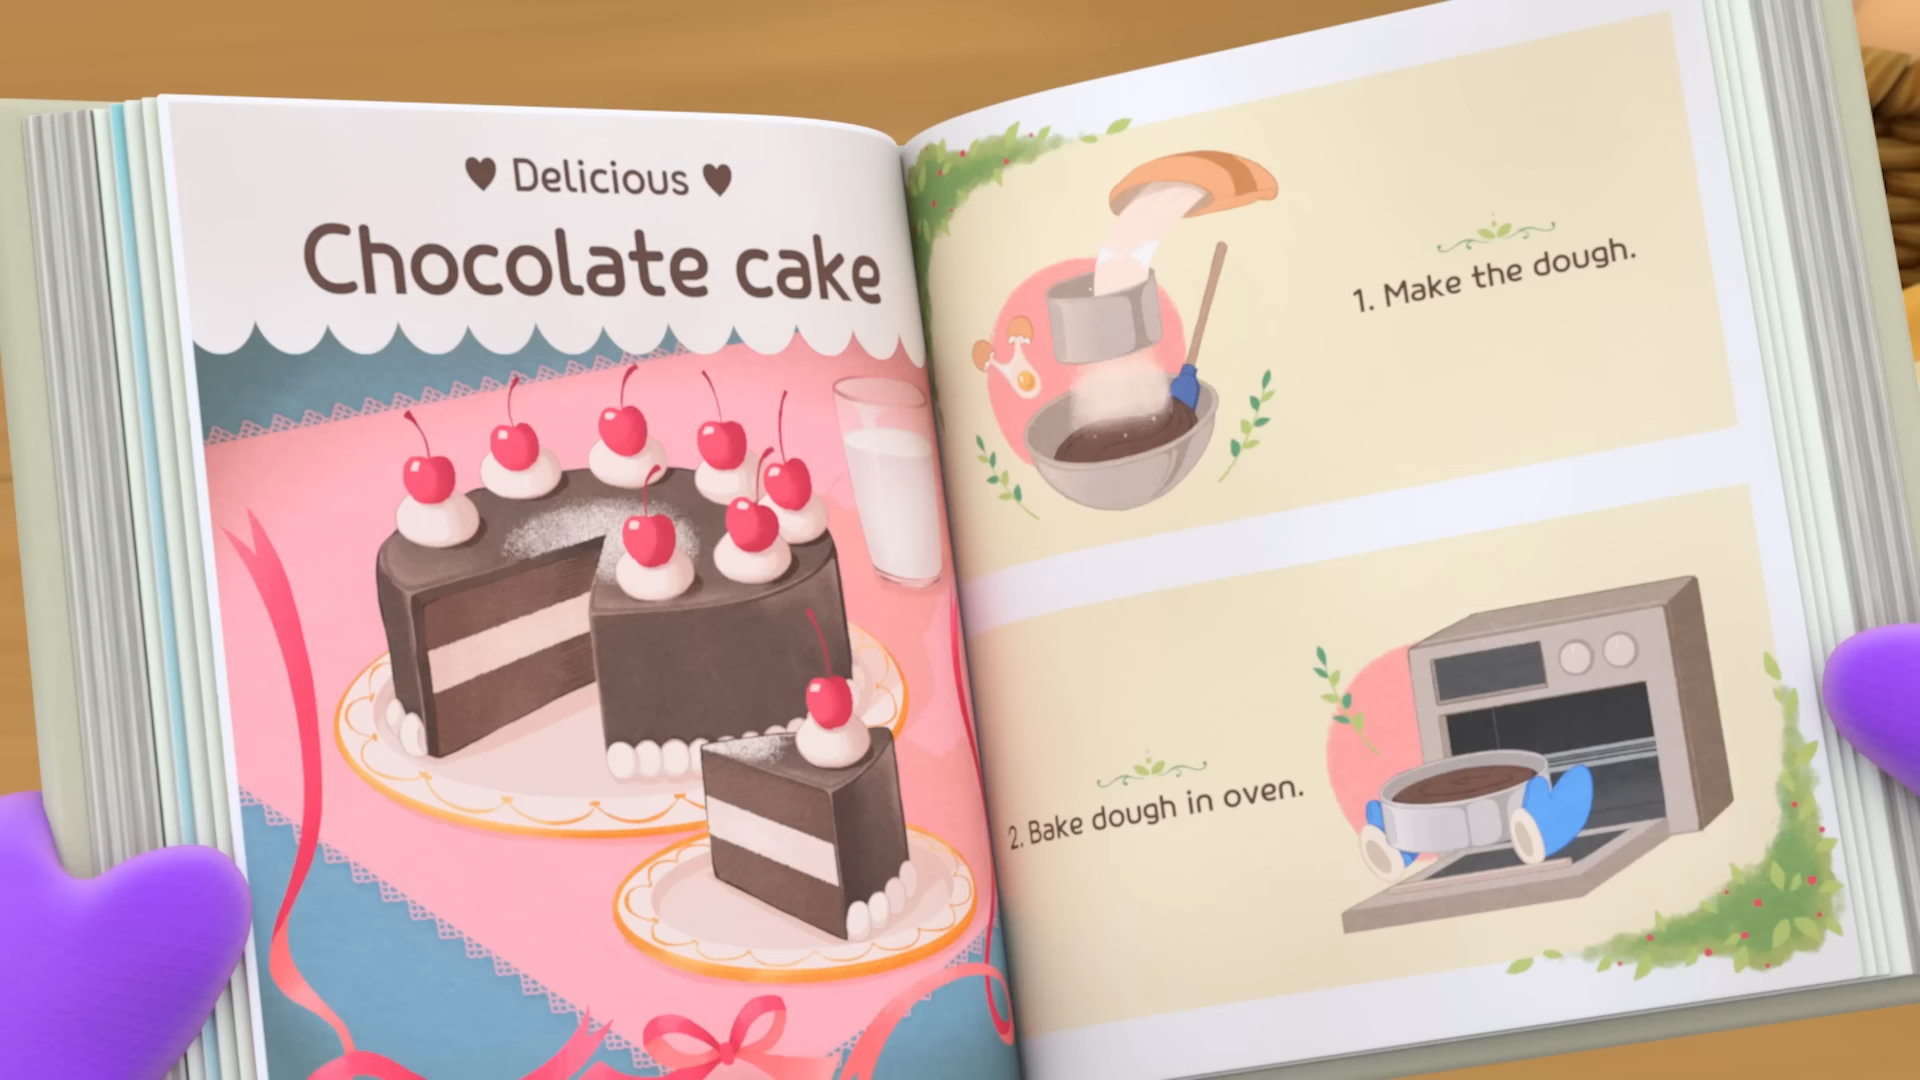 Delicious
Chocolate cake
1. Make the dough.
2. Bake dough in oven.